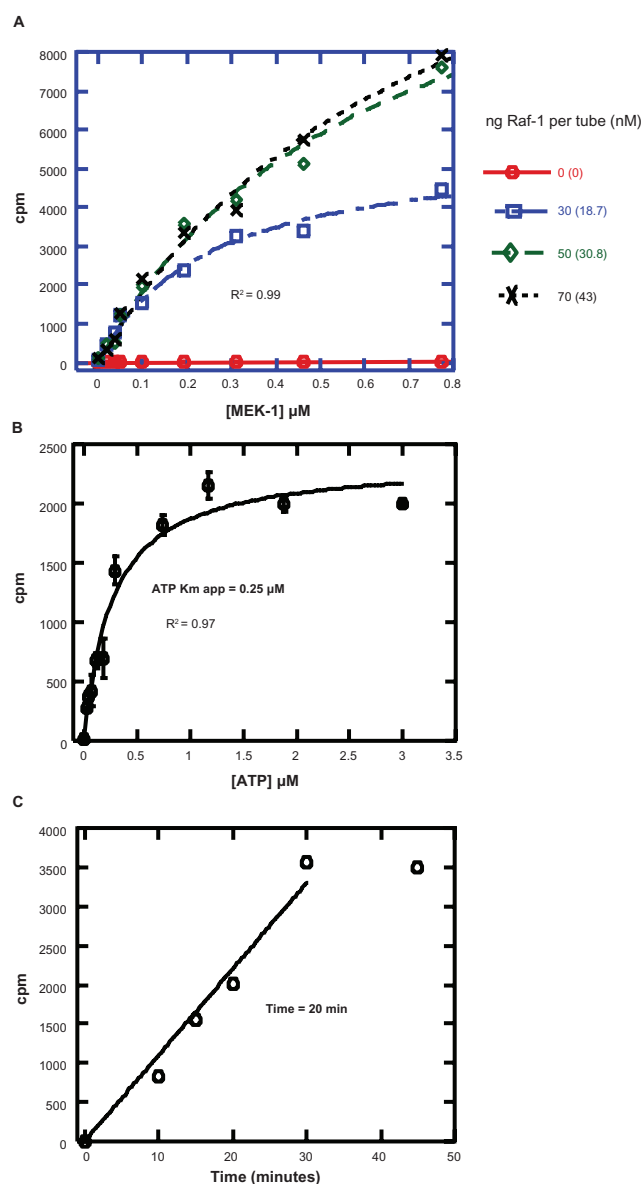 A
8000
7000
6000
5000
4000
3000
2000
1000
0
cpm
R² = 0.99
0 0.1 0.2 0.3 0.4 0.5 0.6 0.7 0.8
[MEK-1] µM
ng Raf-1 per tube (nM)
0 (0)
30 (18.7)
50 (30.8)
70 (43)
B
2500
2000
1500
1000
500
0
cpm
ATP Km app = 0.25 µM
R² = 0.97
0 0.5 1 1.5 2 2.5 3 3.5
[ATP] µM
C
4000
3500
3000
2500
2000
1500
1000
500
0
cpm
Time = 20 min
0 10 20 30 40 50
Time (minutes)